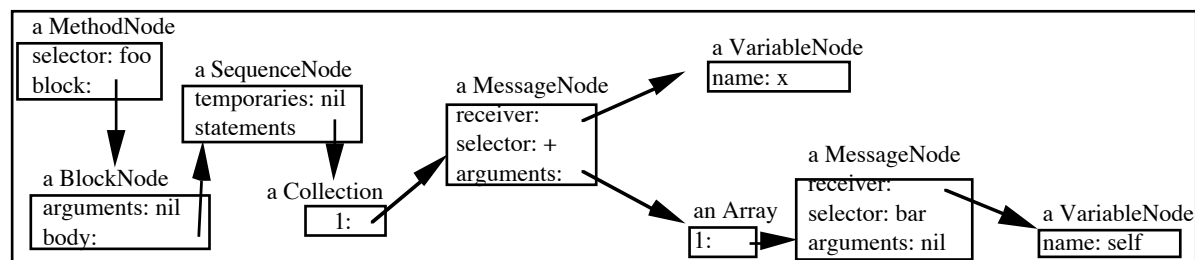 a MethodNode
selector: foo
block:
a BlockNode
arguments: nil
body:
a SequenceNode
temporaries: nil
statements
a Collection
1:
a MessageNode
receiver:
selector: +
arguments:
a VariableNode
name: x
an Array
1:
a MessageNode
receiver:
selector: bar
arguments: nil
a VariableNode
name: self